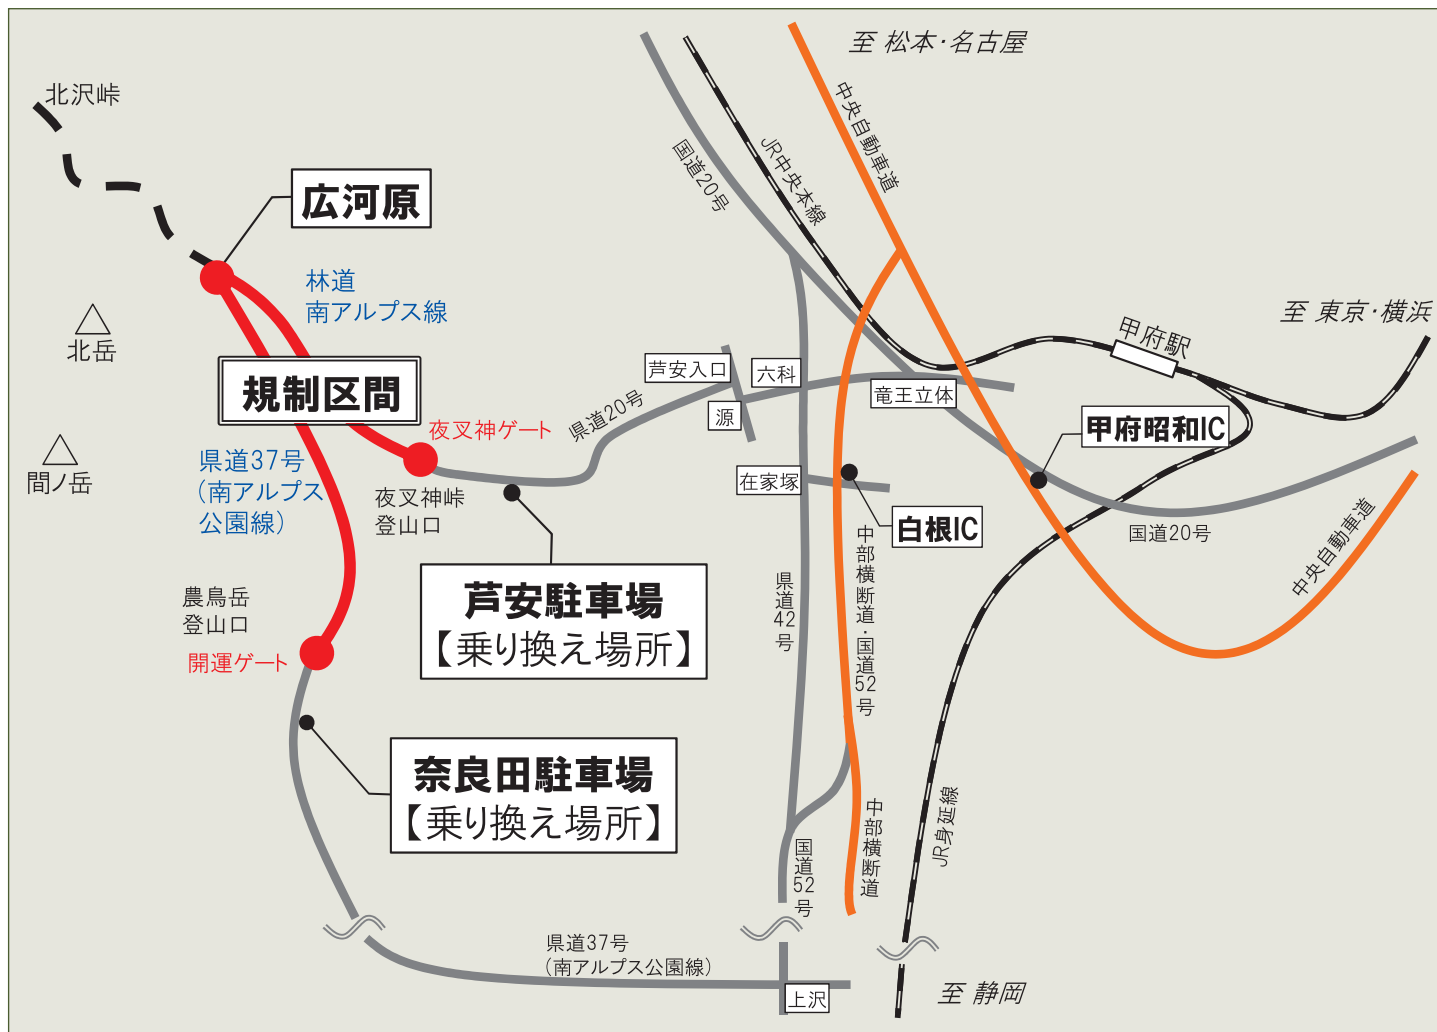 至 松本・名古屋
北沢峠
中央自動車道
国道20号
JR中央本線
広河原
林道
南アルプス線
至 東京・横浜
北岳
甲府駅
芦安入口
六科
規制区間
竜王立体
源
県道20号
夜叉神ゲート
甲府昭和IC
間ノ岳
県道37号
(南アルプス
公園線)
在家塚
夜叉神峠
登山口
白根IC
国道20号
中央自動車道
中部横断道・国道52号
県道42号
芦安駐車場
【乗り換え場所】
農鳥岳
登山口
開運ゲート
奈良田駐車場
【乗り換え場所】
JR身延線
中部横断道
国道52号
県道37号
(南アルプス公園線)
上沢
至 静岡